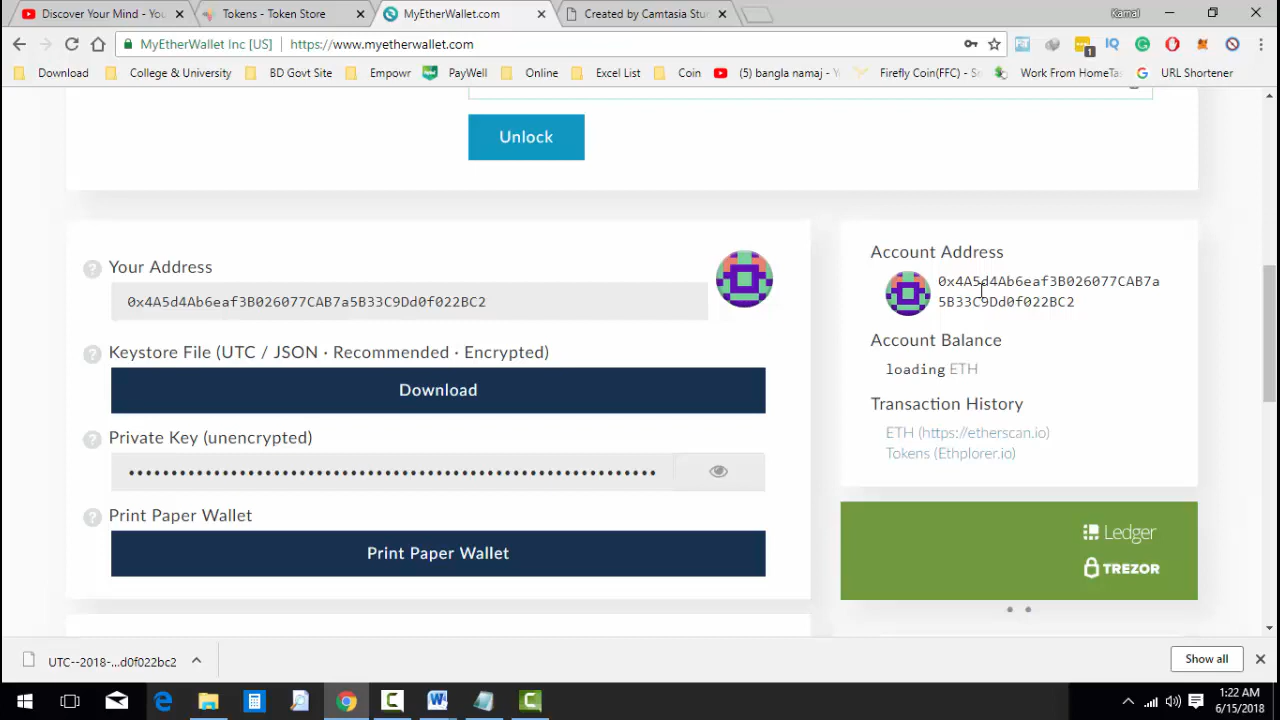 Discover Your Mind - You
Tokens - Token Store
MyEtherWallet.com
Created by Camtasia Stu
Kamal
MyEtherWallet Inc [US]
https://www.myetherwallet.com
1
Download
College & University
BD Govt Site
Empowr
PayWell
Online
Excel List
Coin
(5) bangla namaj - Y
Firefly Coin(FFC) - S
Work From HomeTas
URL Shortener
Unlock
Your Address
0x4A5d4Ab6eaf3B026077CAB7a5B33C9Dd0f022BC2
Keystore File (UTC / JSON · Recommended · Encrypted)
Download
Private Key (unencrypted)
Print Paper Wallet
Print Paper Wallet
Account Address
0x4A5d4Ab6eaf3B026077CAB7a
5B33C9Dd0f022BC2
Account Balance
loading ETH
Transaction History
ETH (https://etherscan.io)
Tokens (Ethplorer.io)
Ledger
TREZOR
UTC--2018-...d0f022bc2
Show all
1:22 AM
6/15/2018